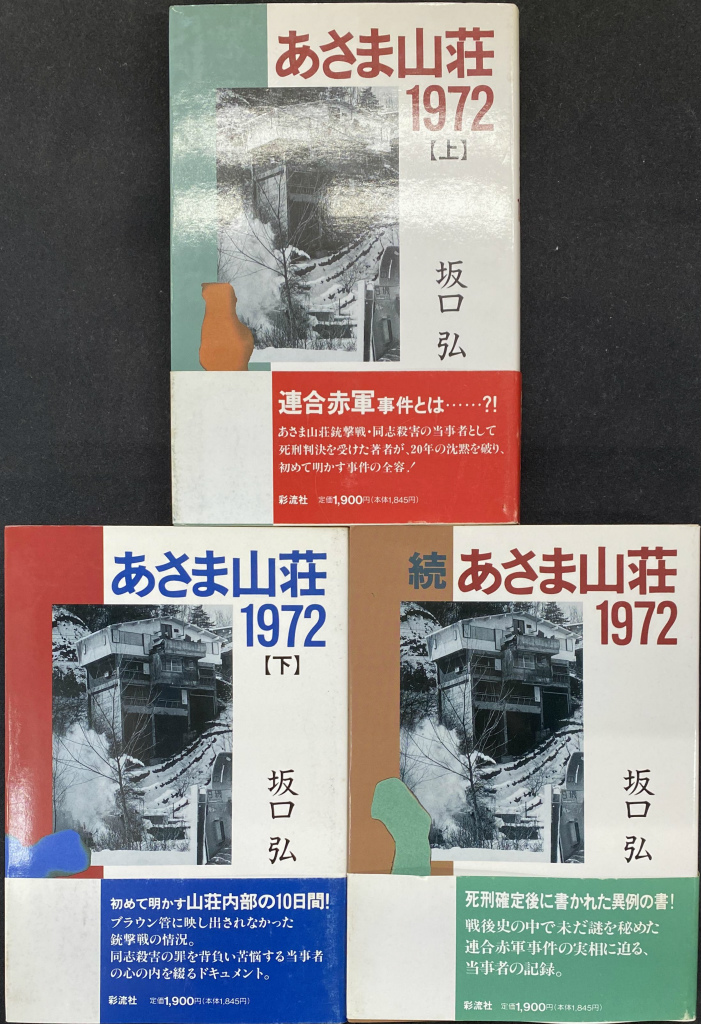 あさま山荘
1972
【上】
坂口 弘
連合赤軍事件とは……?!
あさま山荘銃撃戦・同志殺害の当事者として
死刑判決を受けた著者が、20年の沈黙を破り、
初めて明かす事件の全容!
彩流社 定価1,900円(本体1,845円)
あさま山荘
1972
【下】
坂口 弘
初めて明かす山荘内部の10日間!
ブラウン管に映し出されなかった
銃撃戦の情況。
同志殺害の罪を背負い苦悩する当事者
の心の内を綴るドキュメント。
彩流社 定価1,900円(本体1,845円)
続 あさま山荘
1972
坂口 弘
死刑確定後に書かれた異例の書!
戦後史の中で未だ謎を秘めた
連合赤軍事件の実相に迫る、
当事者の記録。
彩流社 定価1,900円(本体1,845円)